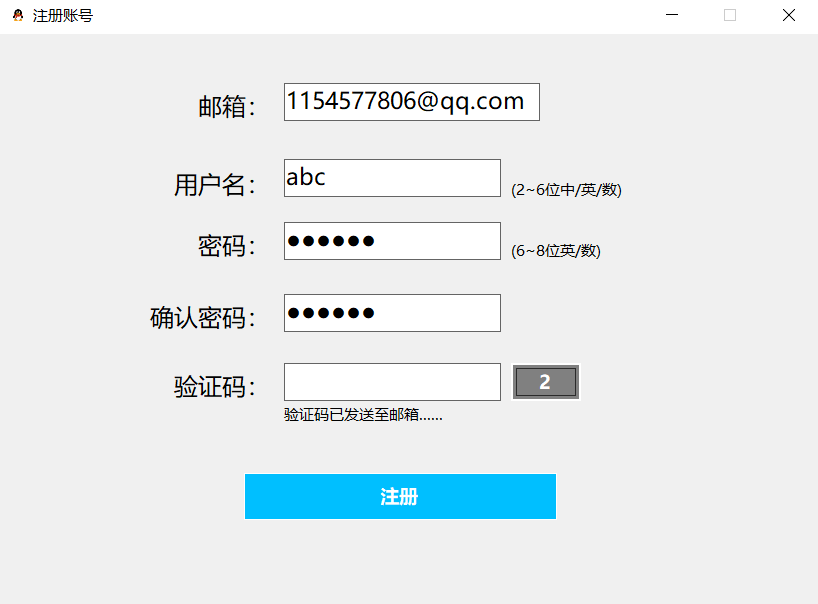 注册账号
邮箱： 1154577806@qq.com
用户名： abc (2~6位中/英/数)
密码： ●●●●●● (6~8位英/数)
确认密码： ●●●●●●
验证码： 2
验证码已发送至邮箱......
注册